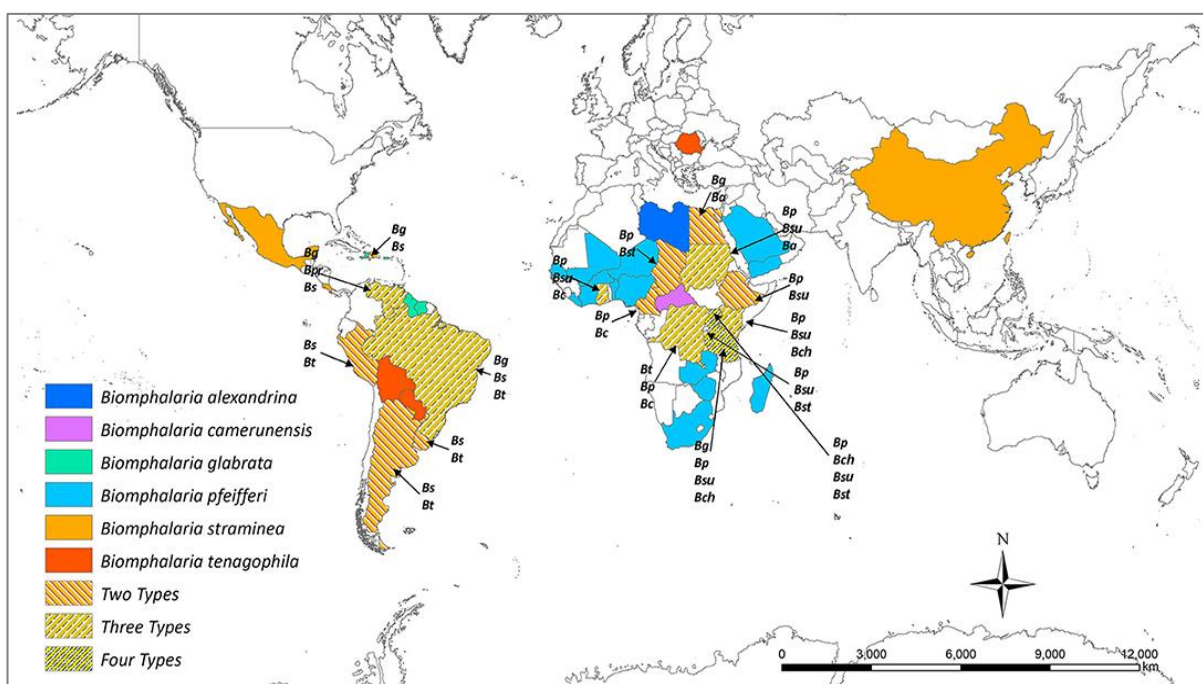 Bg
Ba
Bp
Bsu
Ba
Bg
Bs
Bp
Bst
Bg
Bpr
Bs
Bp
Bsu
Bc
Bp
Bsu
Bp
Bc
Bp
Bsu
Bch
Bs
Bt
Bg
Bs
Bt
Bt
Bp
Bc
Bp
Bsu
Bst
Bs
Bt
Bg
Bp
Bsu
Bch
Bp
Bch
Bsu
Bst
Bs
Bt
Biomphalaria alexandrina
Biomphalaria camerunensis
Biomphalaria glabrata
Biomphalaria pfeifferi
Biomphalaria straminea
Biomphalaria tenagophila
Two Types
Three Types
Four Types
N
0 3,000 6,000 9,000 12,000
km